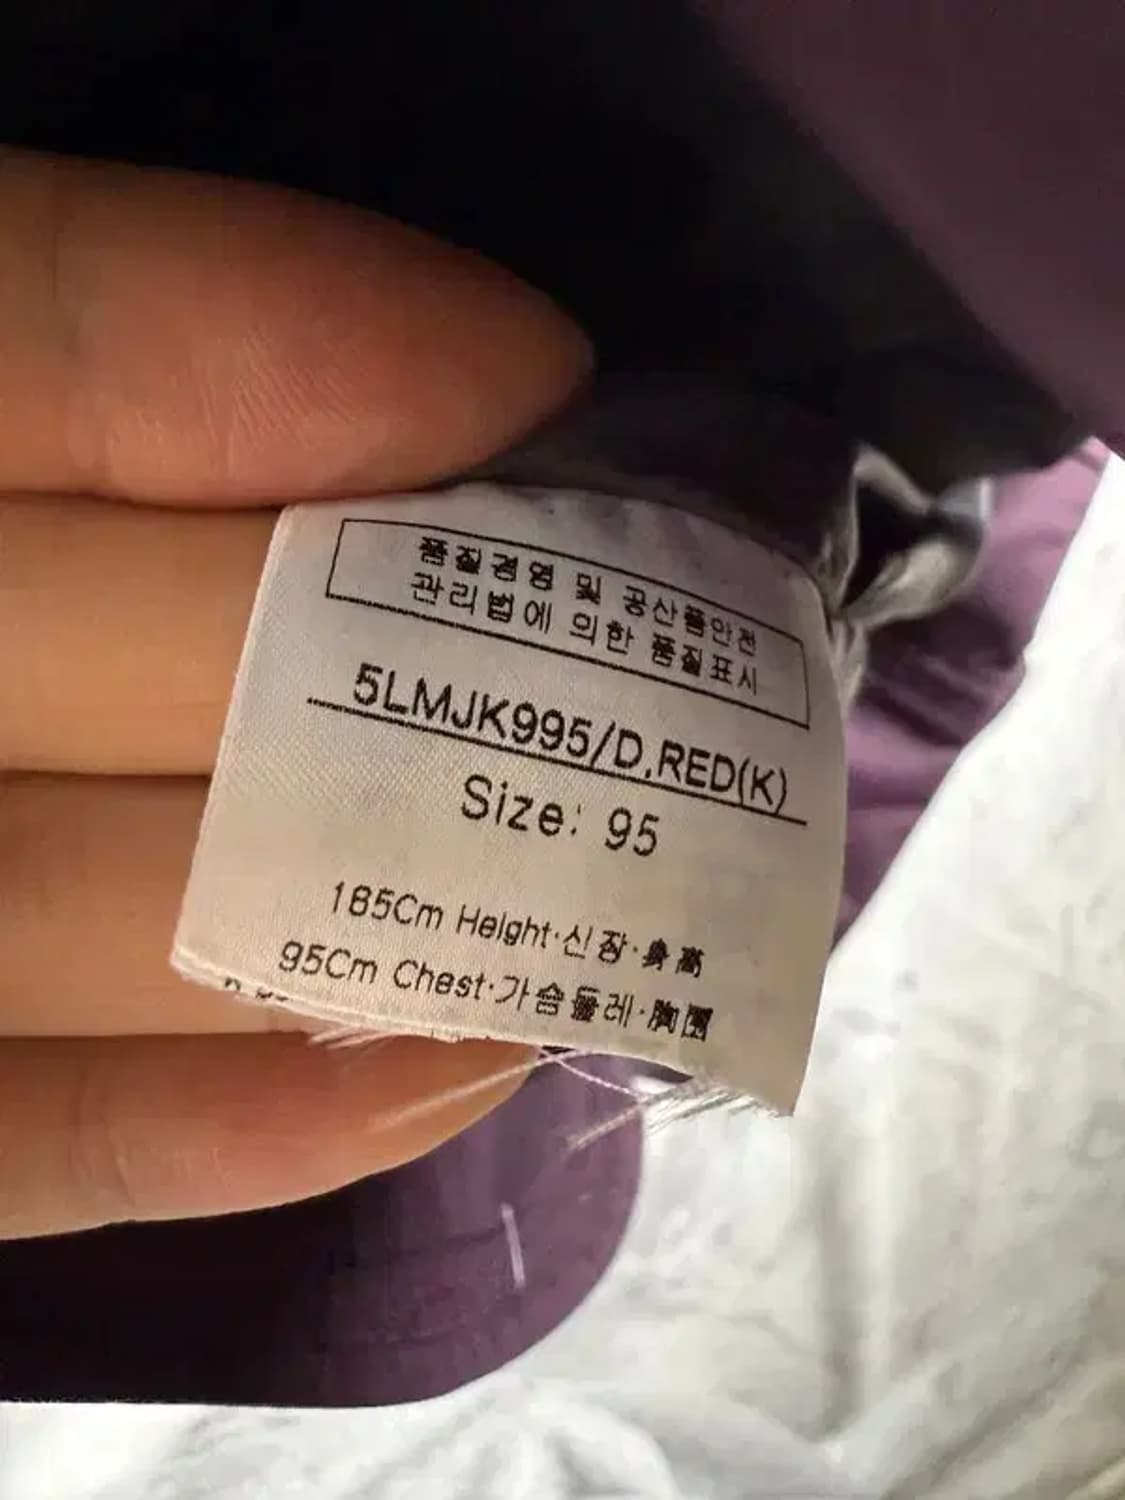 품질경영 및 공산품안전
관리법에 의한 품질표시
5LMJK995/D.RED(K)
Size: 95
185Cm Height·신장·身高
95Cm Chest·가슴둘레·胸圍